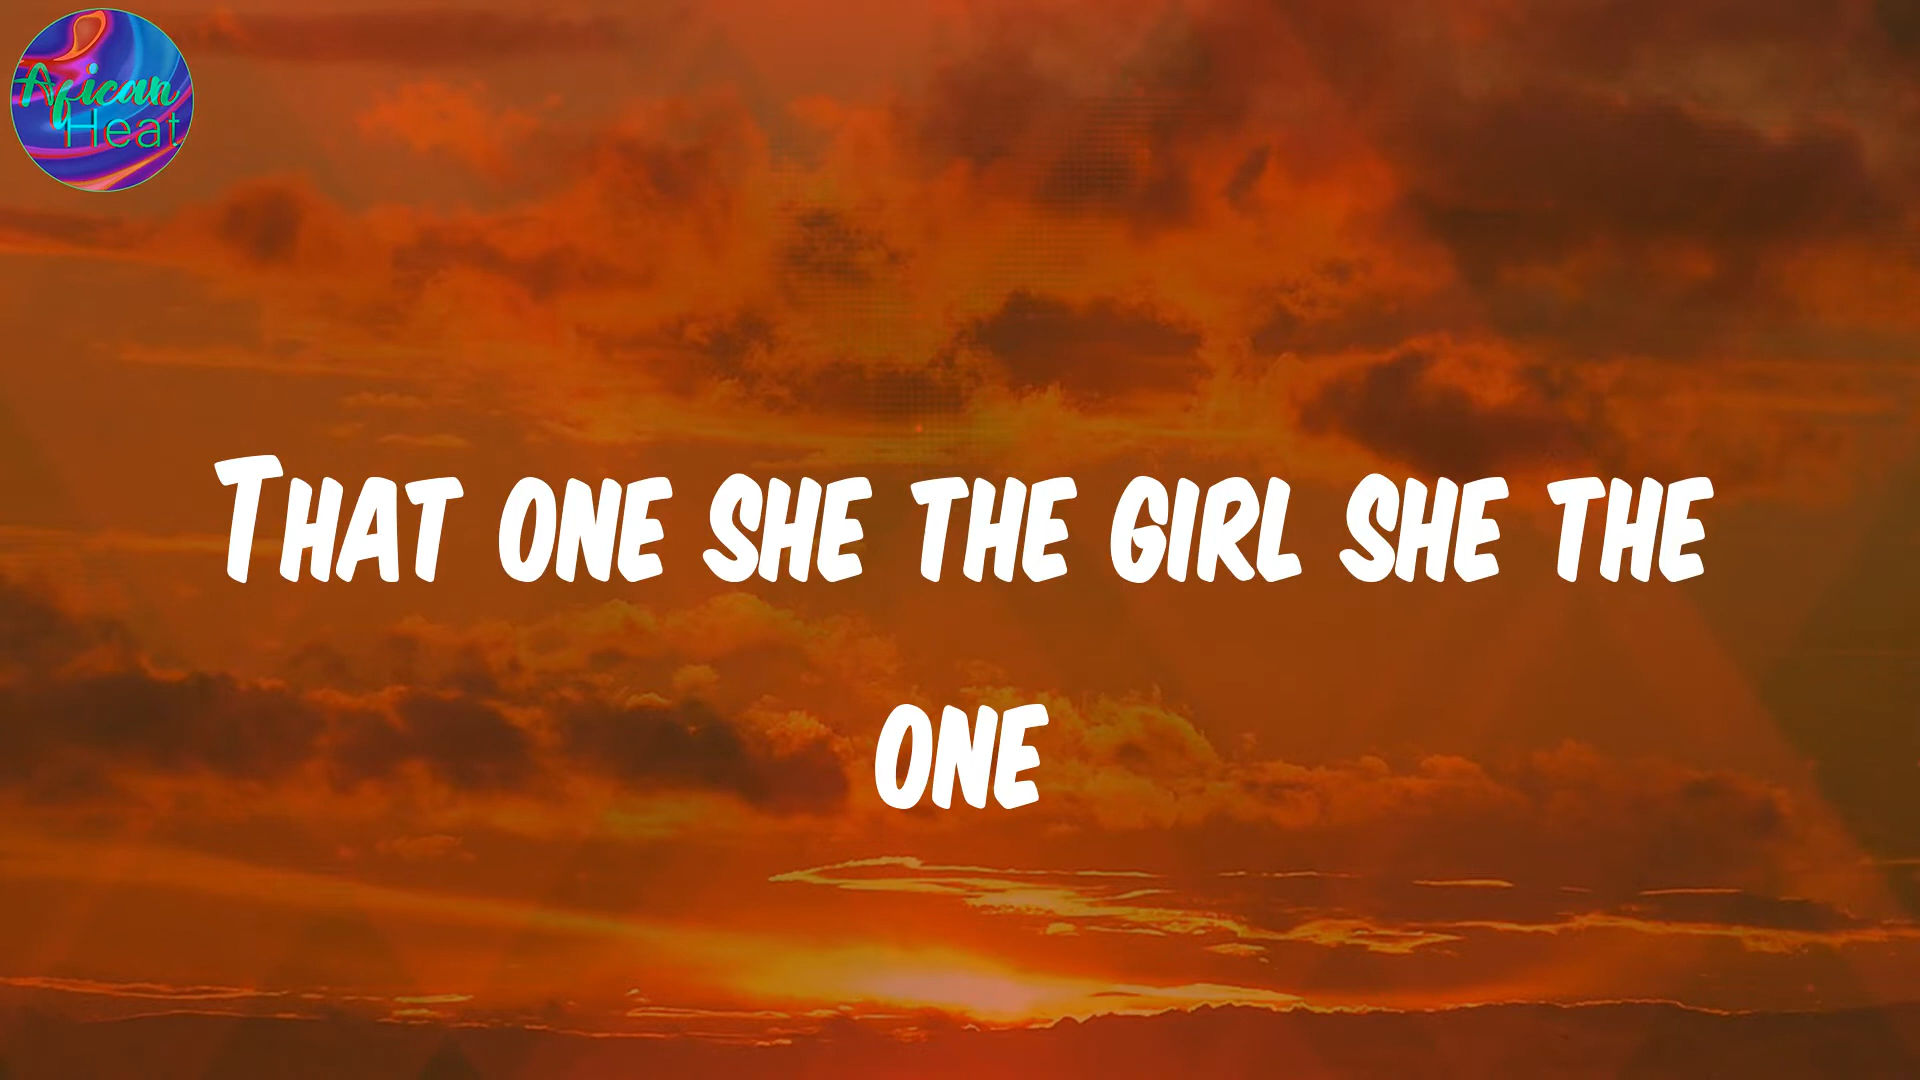 Afican
Heat
THAT ONE SHE THE GIRL SHE THE
ONE